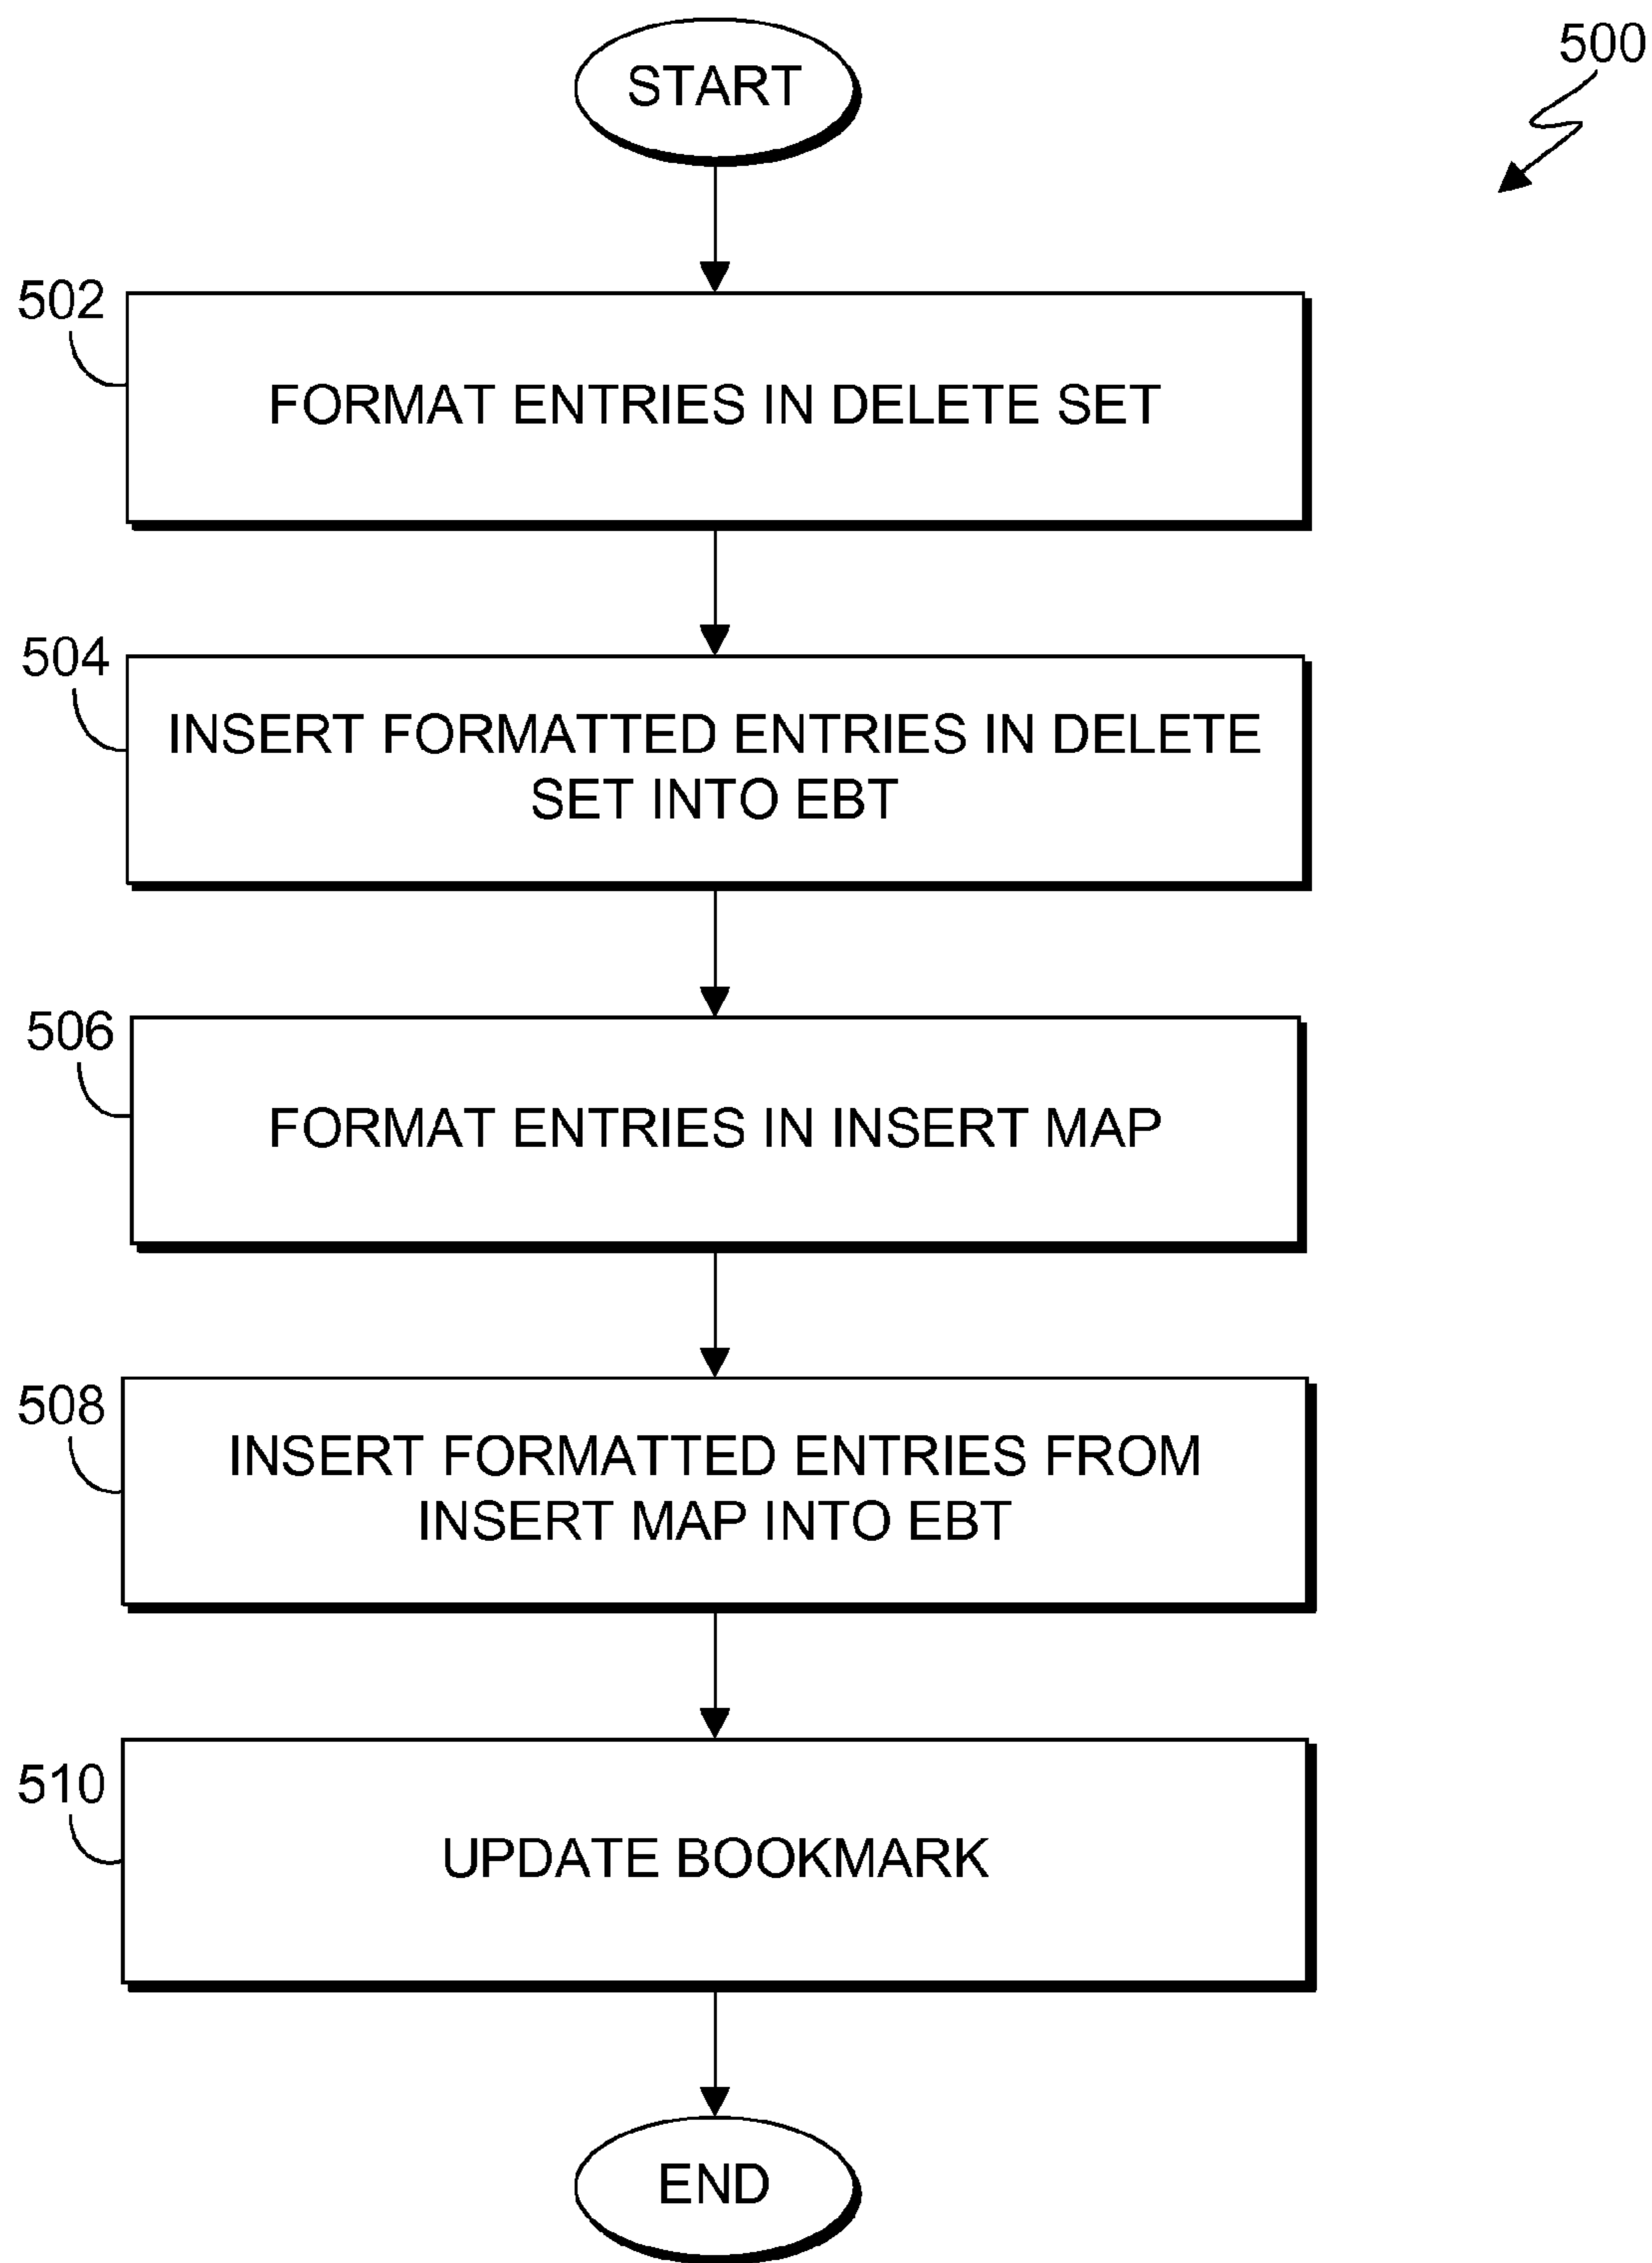 START
500
502
FORMAT ENTRIES IN DELETE SET
504
INSERT FORMATTED ENTRIES IN DELETE
SET INTO EBT
506
FORMAT ENTRIES IN INSERT MAP
508
INSERT FORMATTED ENTRIES FROM
INSERT MAP INTO EBT
510
UPDATE BOOKMARK
END